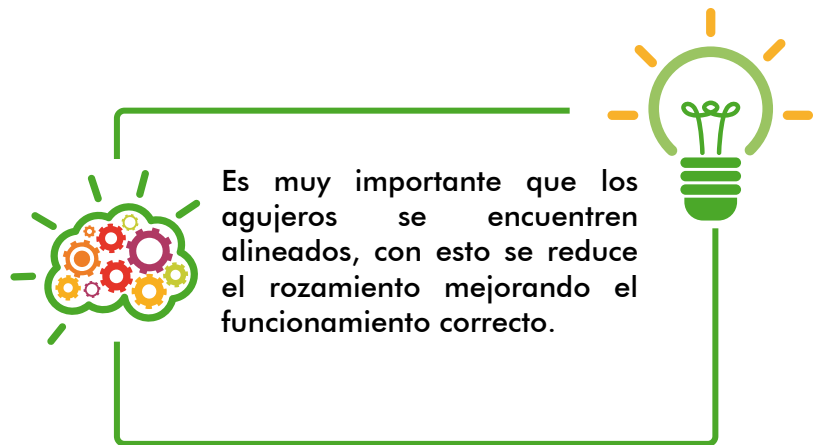 Es muy importante que los
agujeros se encuentren
alineados, con esto se reduce
el rozamiento mejorando el
funcionamiento correcto.